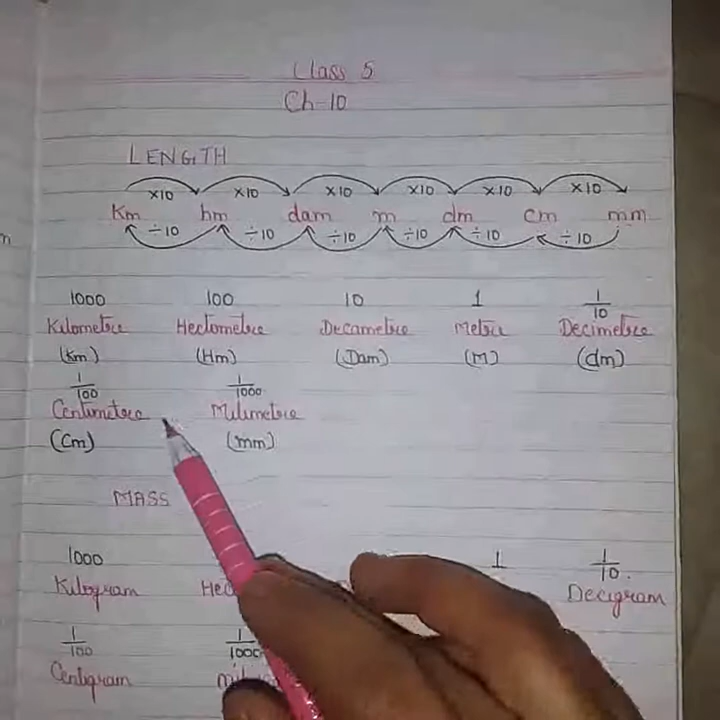 Class 5
Ch-10
LENGTH
×10 ×10 ×10 ×10 ×10 ×10
Km hm dam m dm cm mm
÷10 ÷10 ÷10 ÷10 ÷10 ÷10
1000 100 10 1 1/10
Kilometre Hectometre Decametre Metre Decimetre
(Km) (Hm) (Dam) (M) (dm)
1/100 1/1000
Centimetre Milimetre
(Cm) (mm)
MASS
1000 1 1/10.
Kilogram Decigram
1/100 1/1000
Centigram